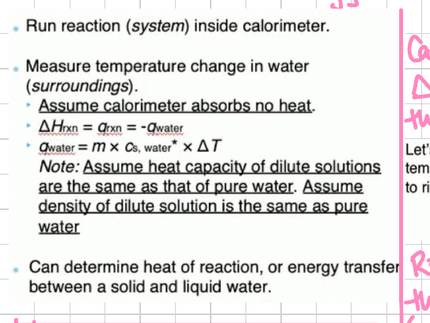 Run reaction (system) inside calorimeter.
Measure temperature change in water
(surroundings).
Assume calorimeter absorbs no heat.
ΔHrxn = qrxn = -qwater
qwater = m × cs, water* × ΔT
Note: Assume heat capacity of dilute solutions
are the same as that of pure water. Assume
density of dilute solution is the same as pure
water
Can determine heat of reaction, or energy transfer
between a solid and liquid water.
Let'
tem
to ri